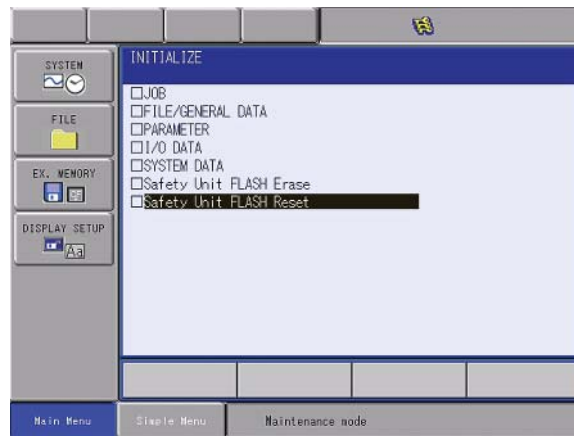 INITIALIZE
SYSTEM
FILE
EX. MEMORY
DISPLAY SETUP
Aa
□JOB
□FILE/GENERAL DATA
□PARAMETER
□I/O DATA
□SYSTEM DATA
□Safety Unit FLASH Erase
□Safety Unit FLASH Reset
Main Menu
Simple Menu
Maintenance mode